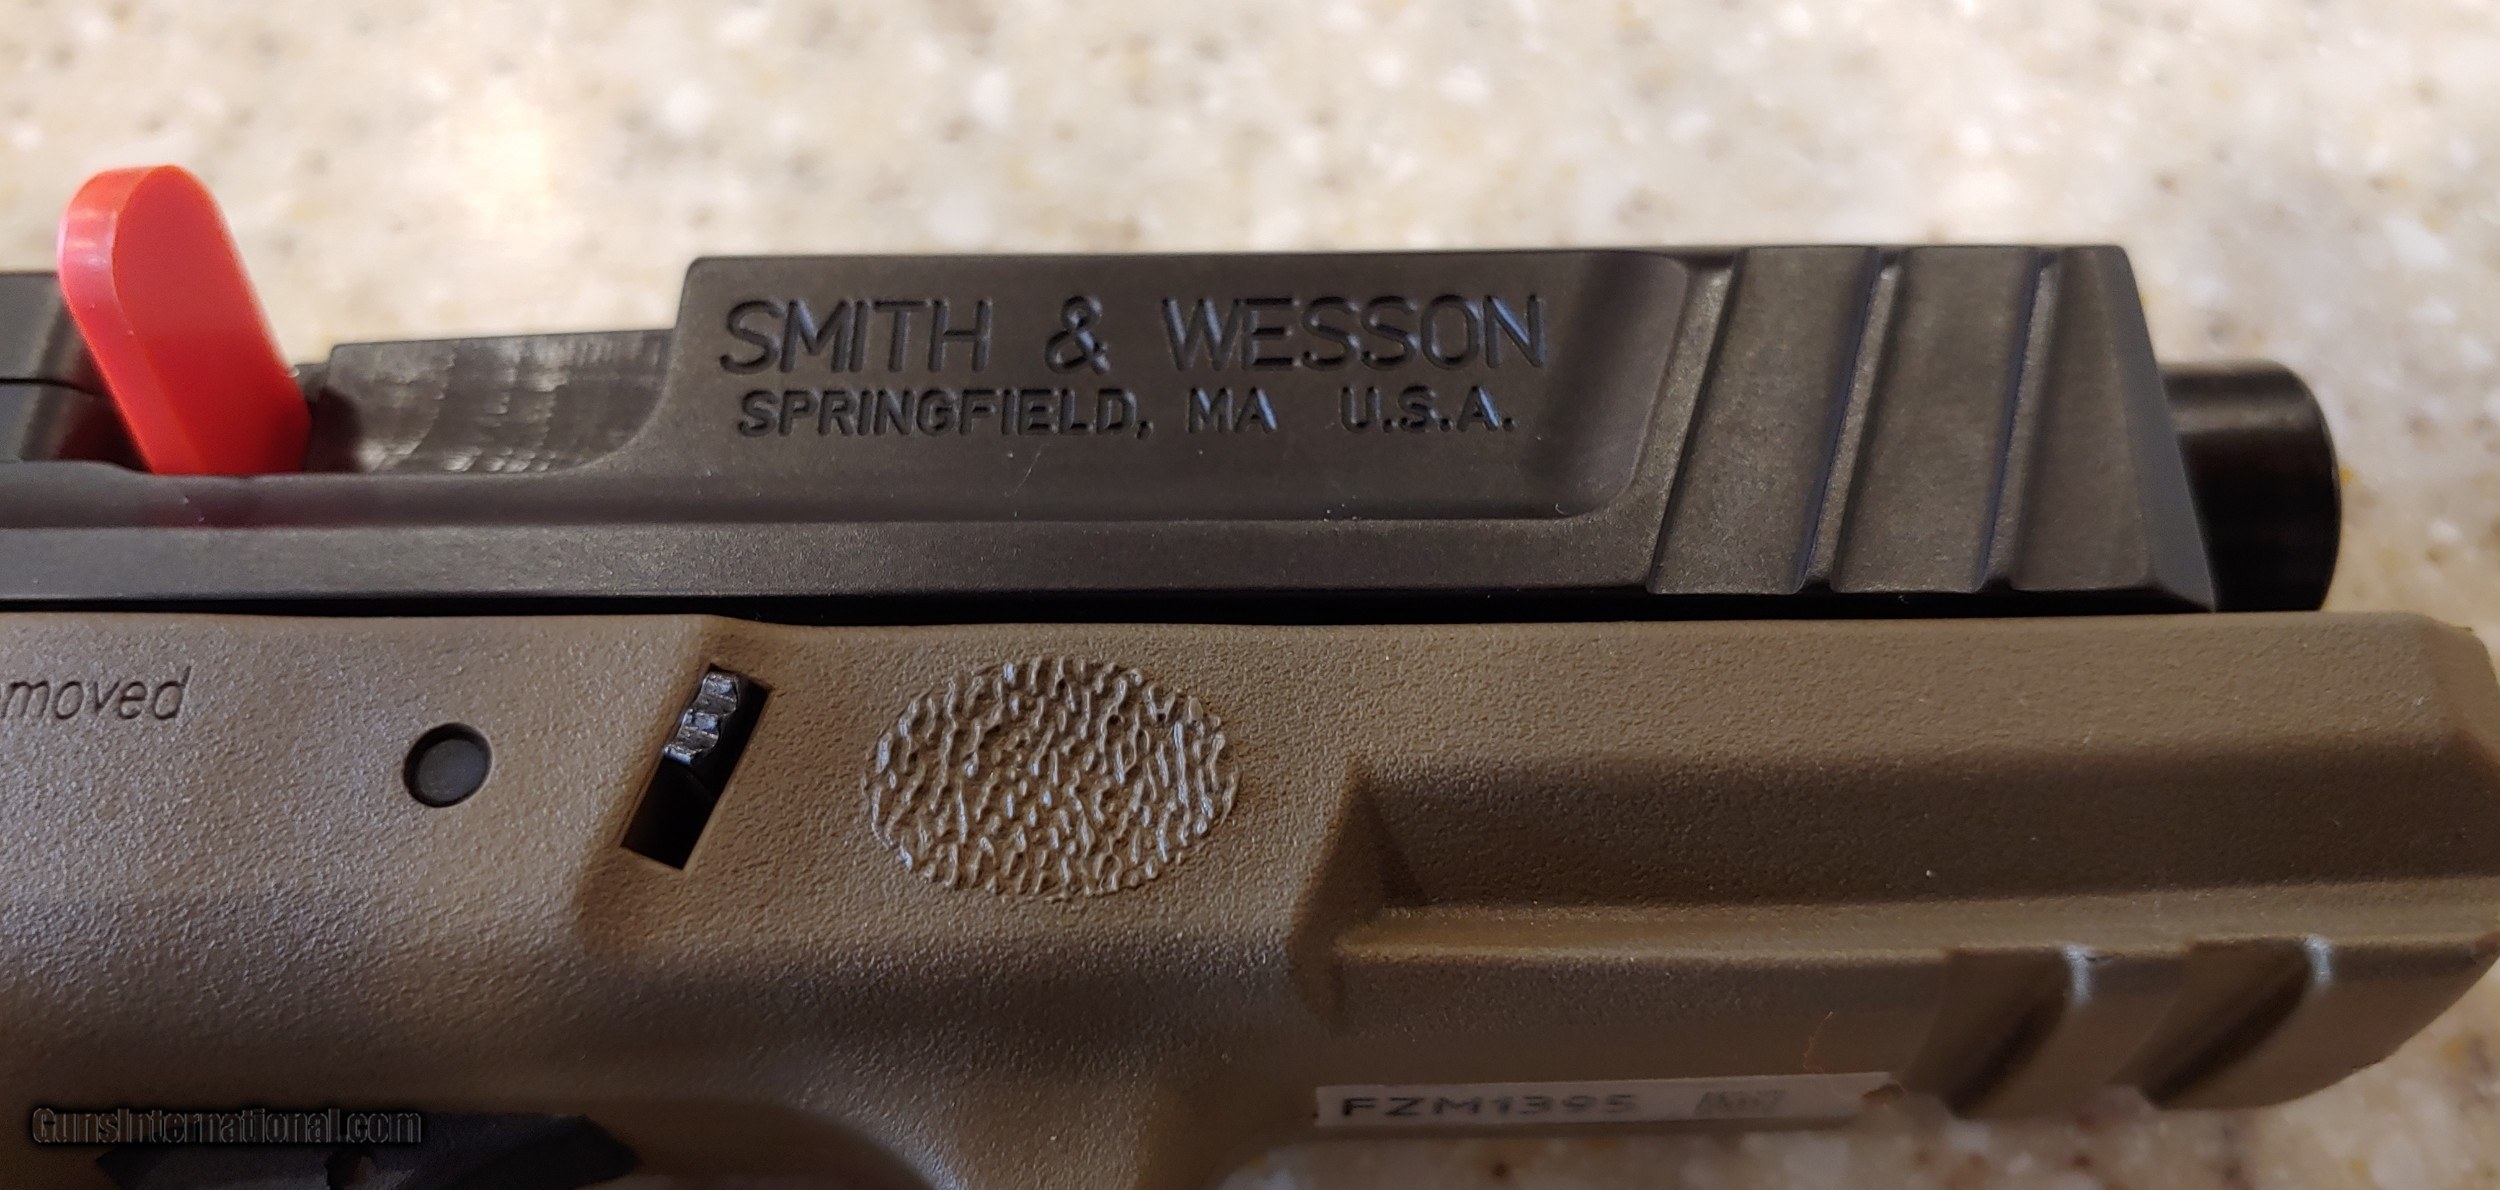 SMITH & WESSON
SPRINGFIELD, MA U.S.A.
moved
FZM1395
GunsInternational.com